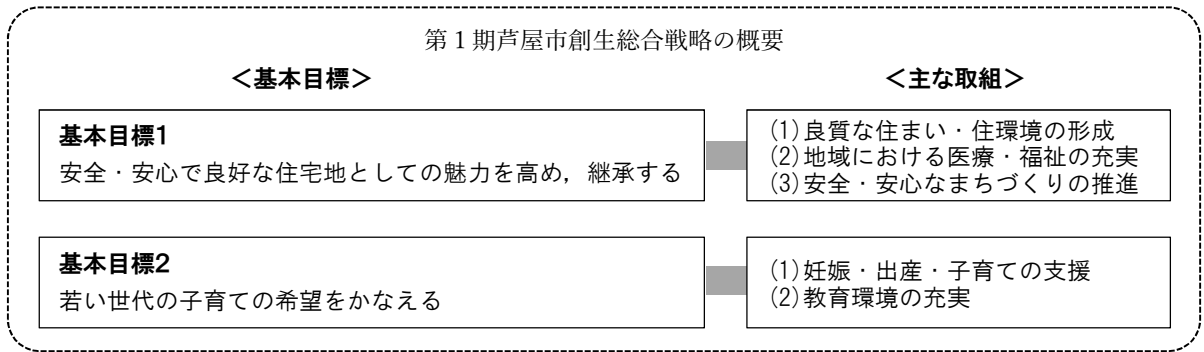 第１期芦屋市創生総合戦略の概要
＜基本目標＞
＜主な取組＞
基本目標1
安全・安心で良好な住宅地としての魅力を高め，継承する
(1)良質な住まい・住環境の形成
(2)地域における医療・福祉の充実
(3)安全・安心なまちづくりの推進
基本目標2
若い世代の子育ての希望をかなえる
(1)妊娠・出産・子育ての支援
(2)教育環境の充実